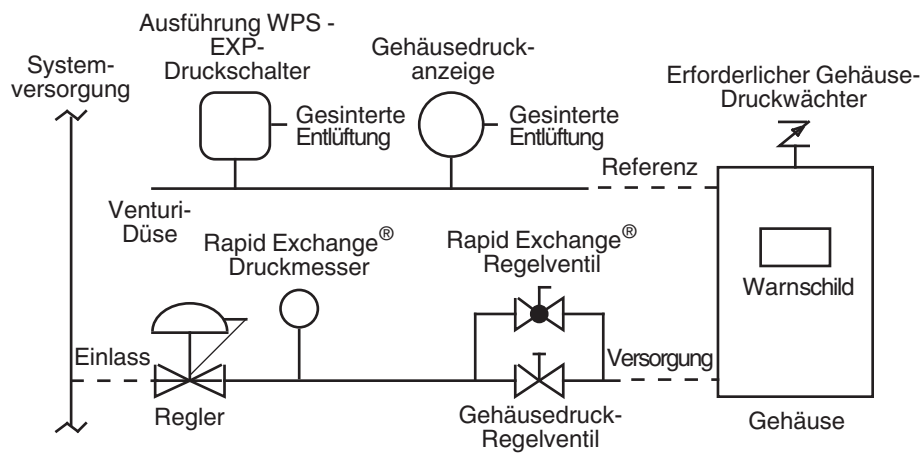 System-
versorgung
Ausführung WPS -
EXP-
Druckschalter
Gesinterte
Entlüftung
Gehäusedruck-
anzeige
Gesinterte
Entlüftung
Erforderlicher Gehäuse-
Druckwächter
Referenz
Venturi-
Düse
Rapid Exchange®
Druckmesser
Rapid Exchange®
Regelventil
Warnschild
Einlass
Versorgung
Regler
Gehäusedruck-
Regelventil
Gehäuse